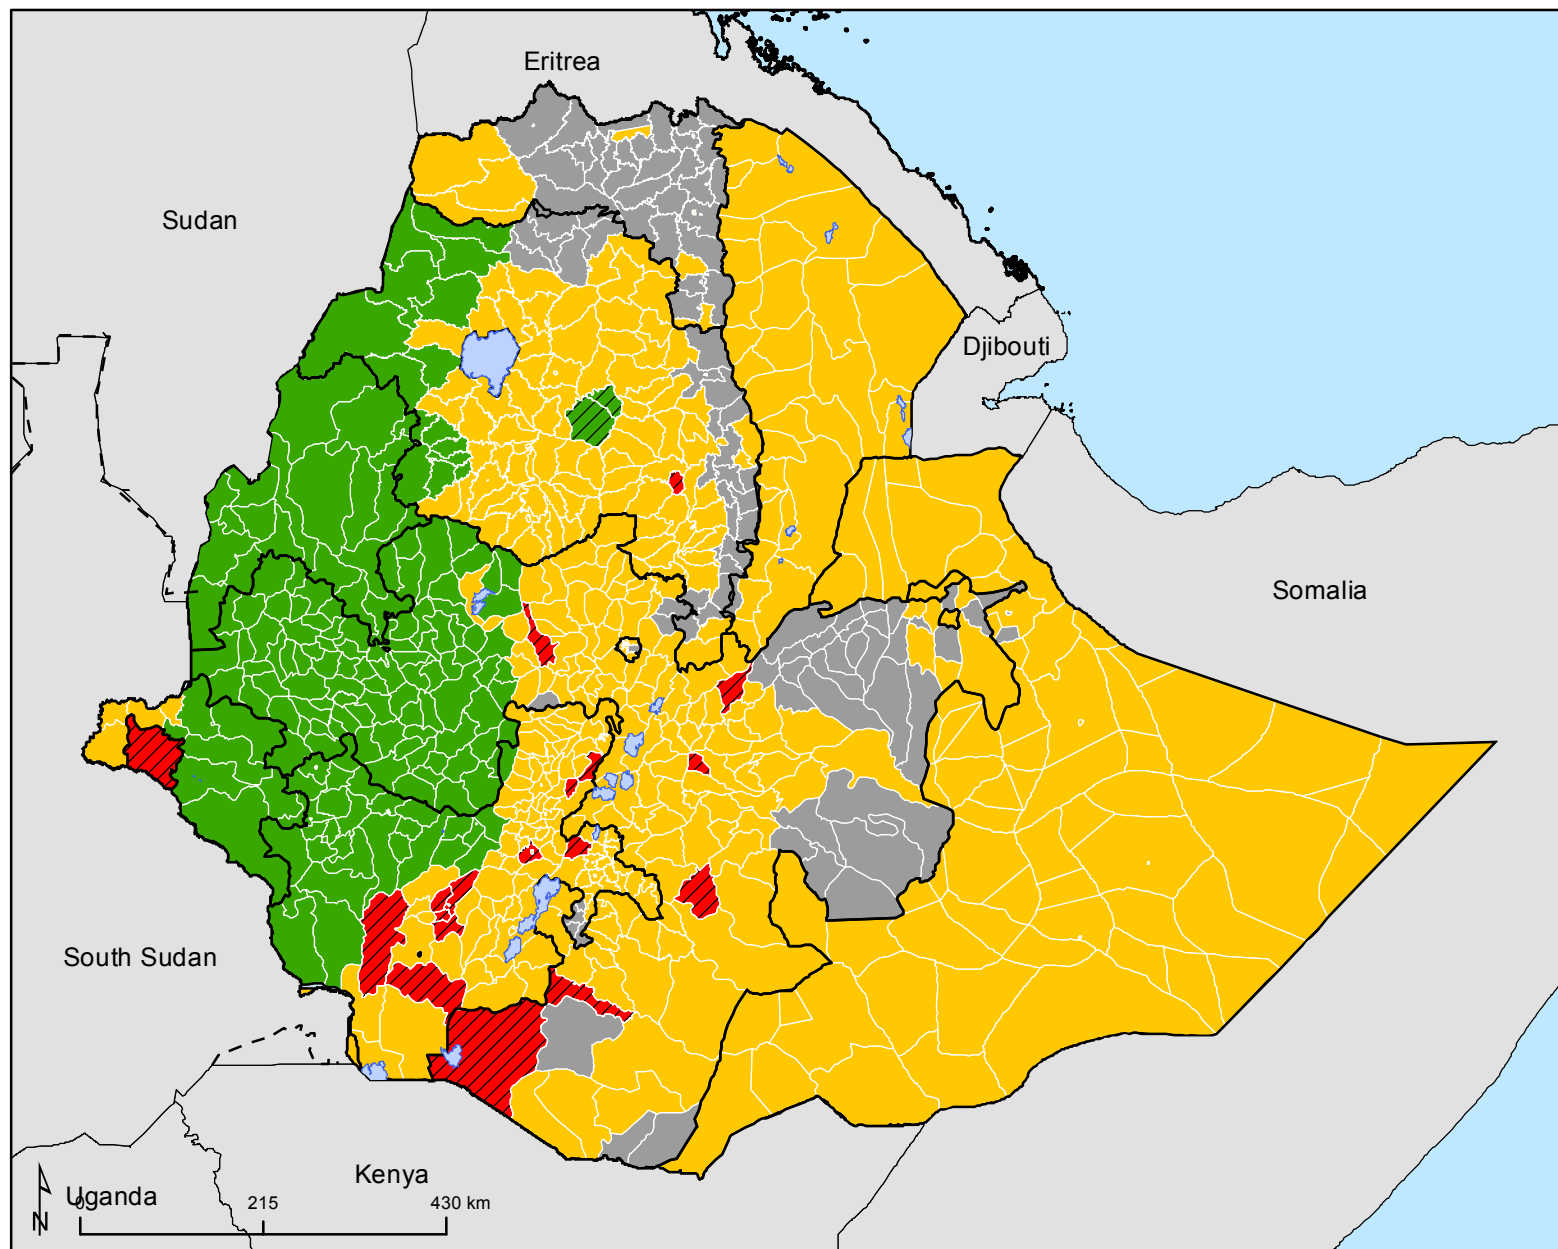 Eritrea
Sudan
Djibouti
Somalia
South Sudan
Kenya
Uganda
0 215 430 km
N